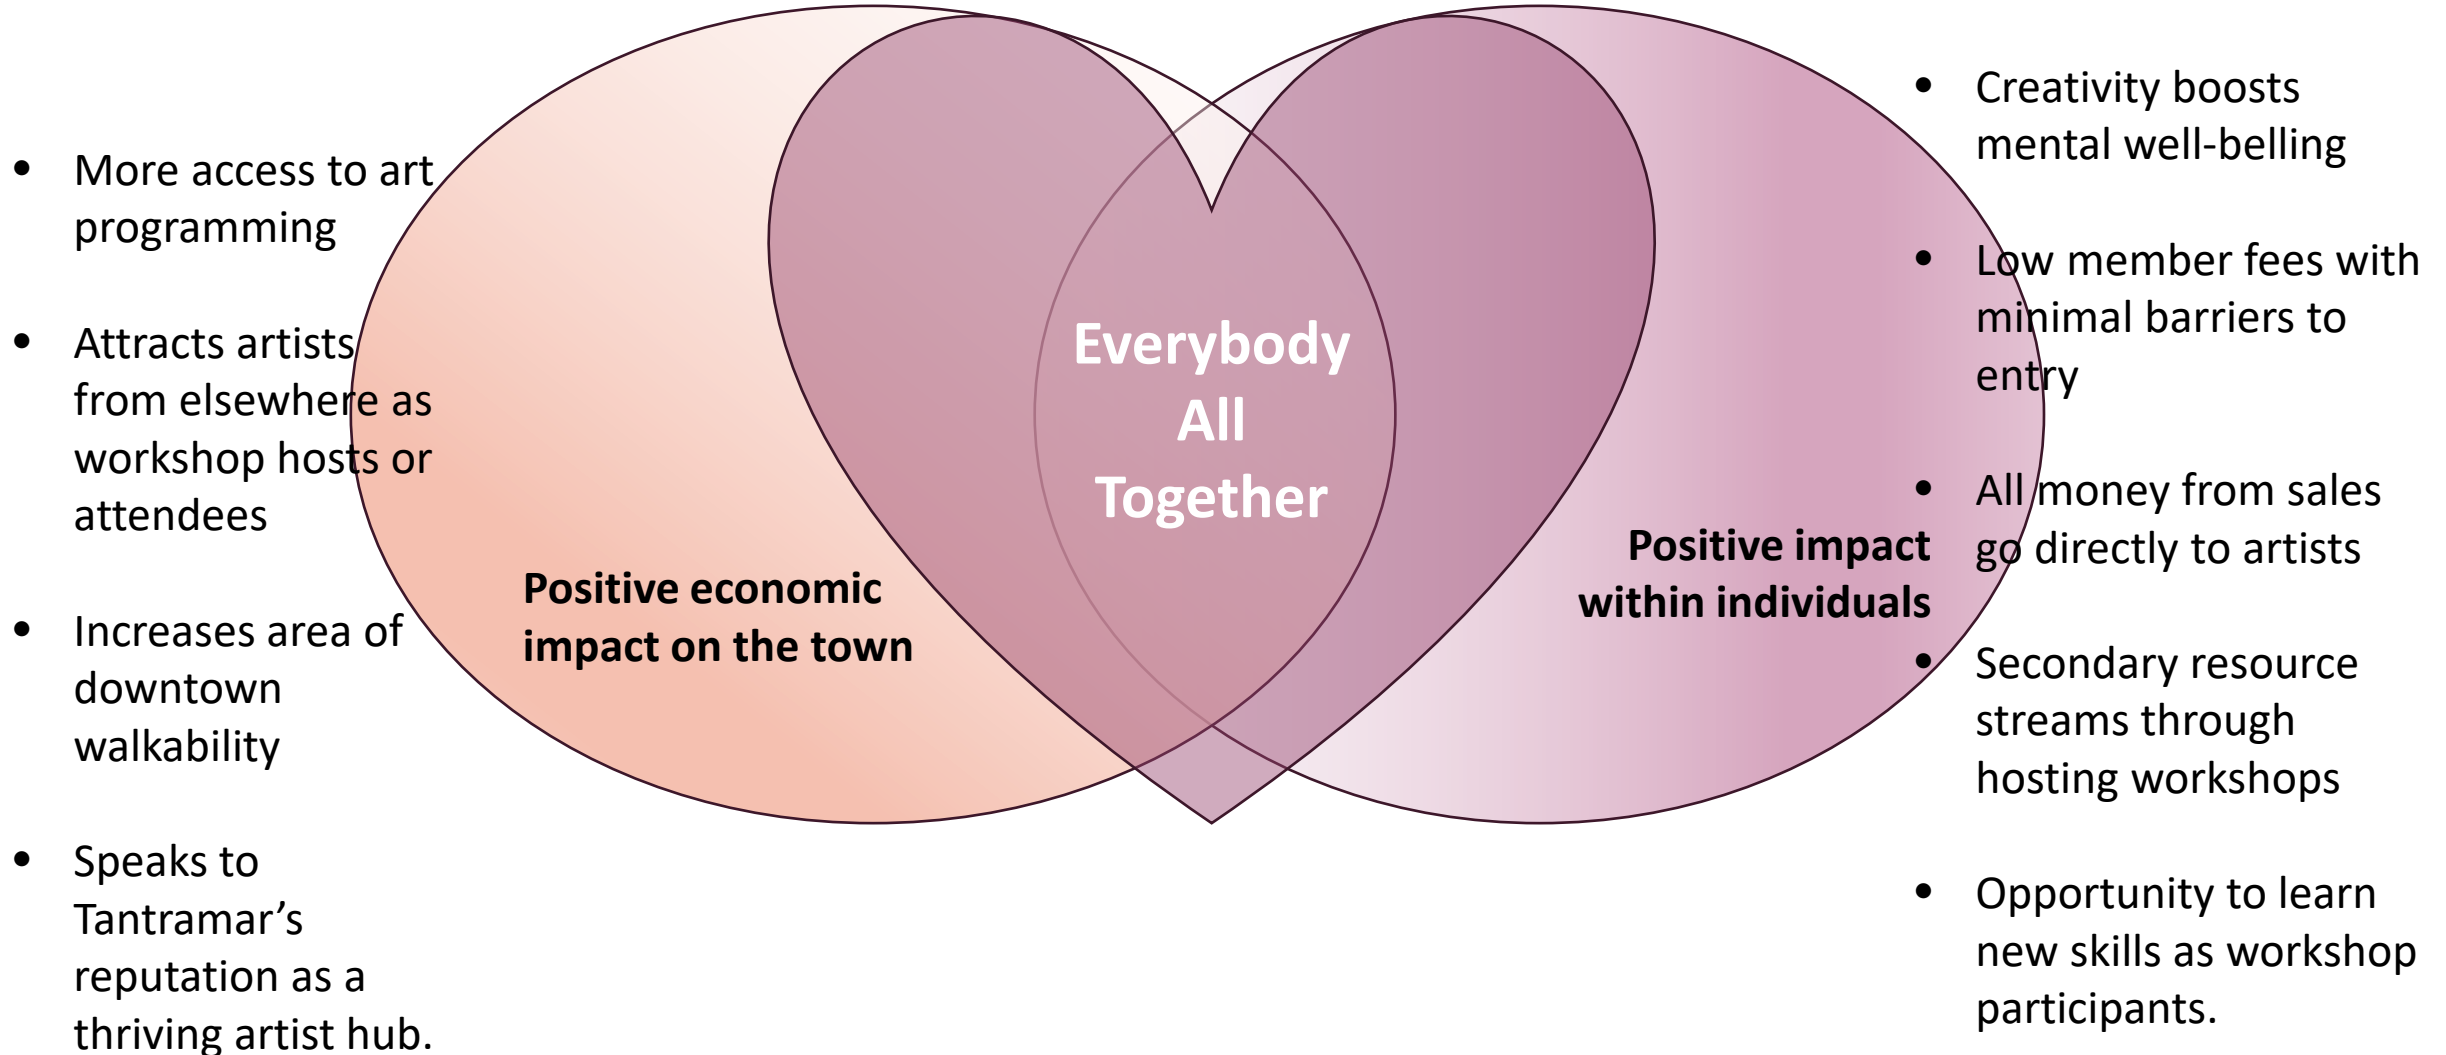 • More access to art
programming
• Attracts artists
from elsewhere as
workshop hosts or
attendees
• Increases area of
downtown
walkability
• Speaks to
Tantramar’s
reputation as a
thriving artist hub.
Positive economic
impact on the town
Everybody
All
Together
Positive impact
within individuals
• Creativity boosts
mental well-belling
• Low member fees with
minimal barriers to
entry
• All money from sales
go directly to artists
• Secondary resource
streams through
hosting workshops
• Opportunity to learn
new skills as workshop
participants.